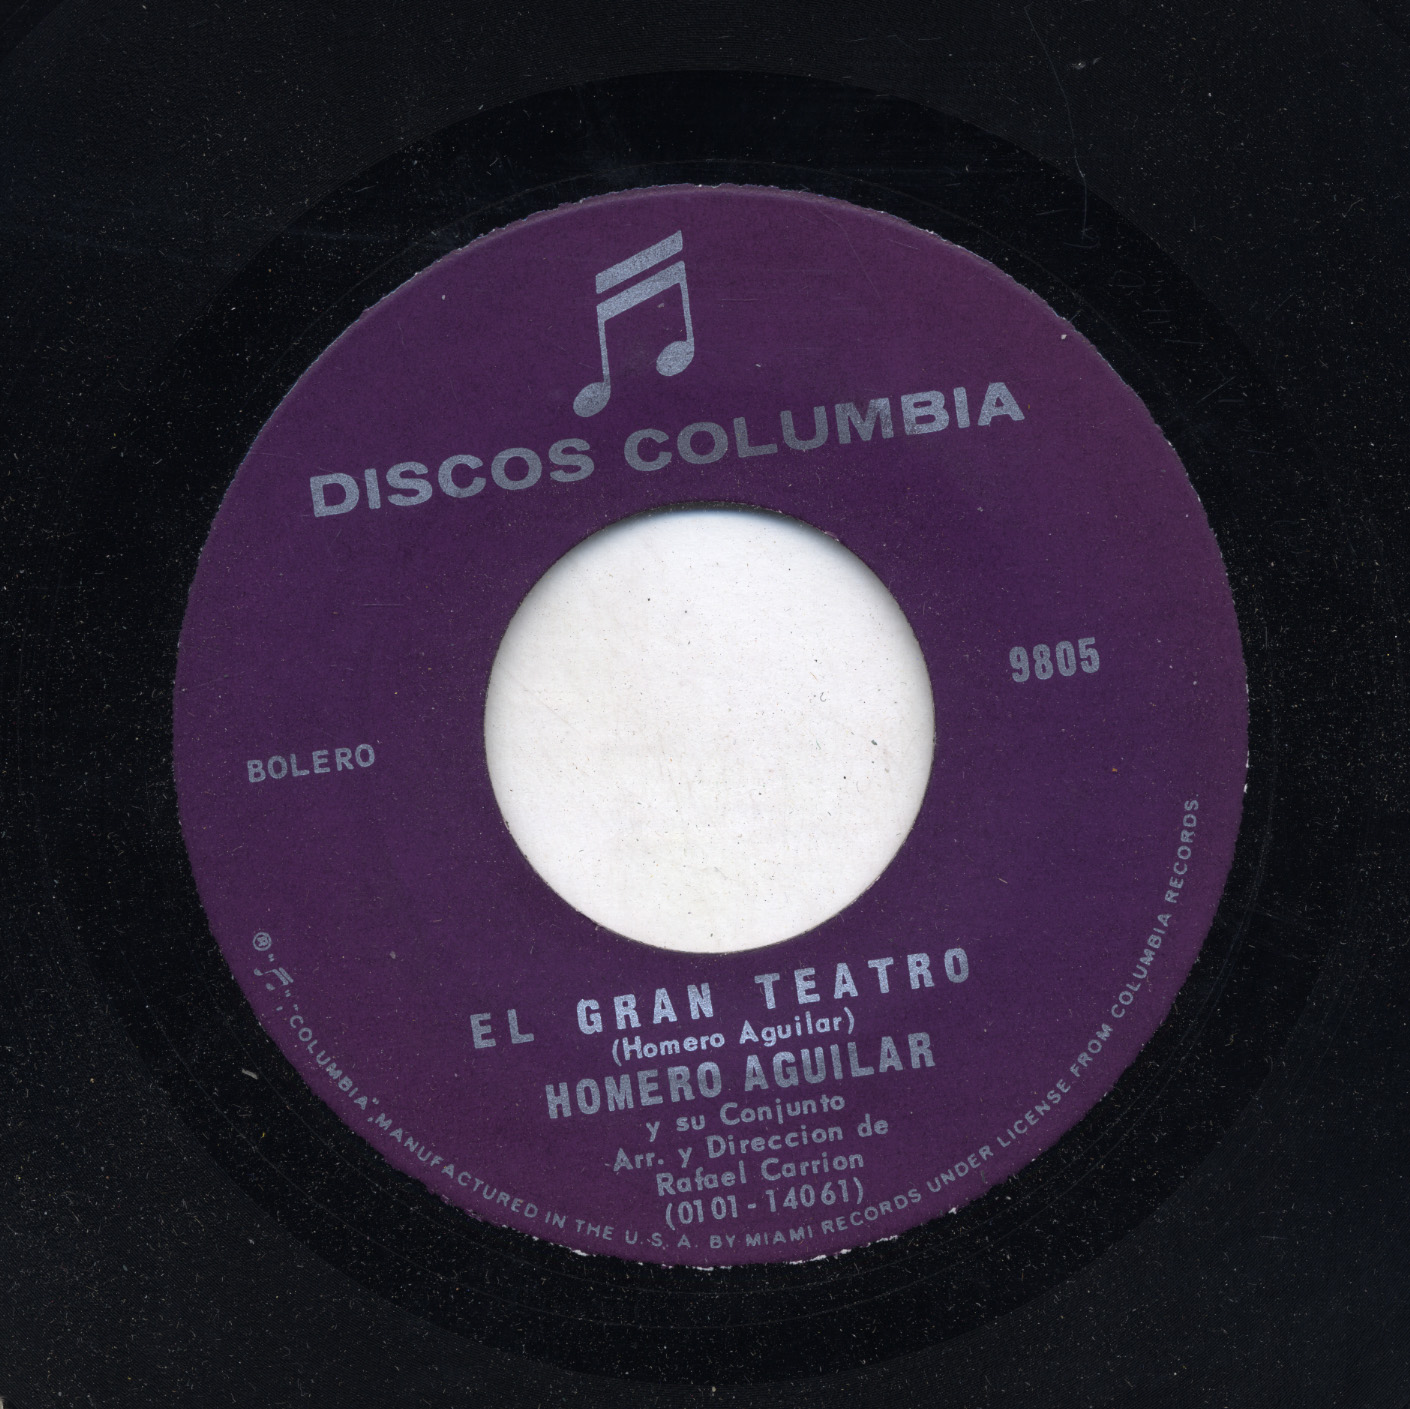 DISCOS COLUMBIA
9805
BOLERO
EL GRAN TEATRO
(Homero Aguilar)
HOMERO AGUILAR
y su Conjunto
Arr. y Direccion de
Rafael Carrion
(0101-14061)
® "♫", "COLUMBIA", MANUFACTURED IN THE U.S.A. BY MIAMI RECORDS UNDER LICENSE FROM COLUMBIA RECORDS